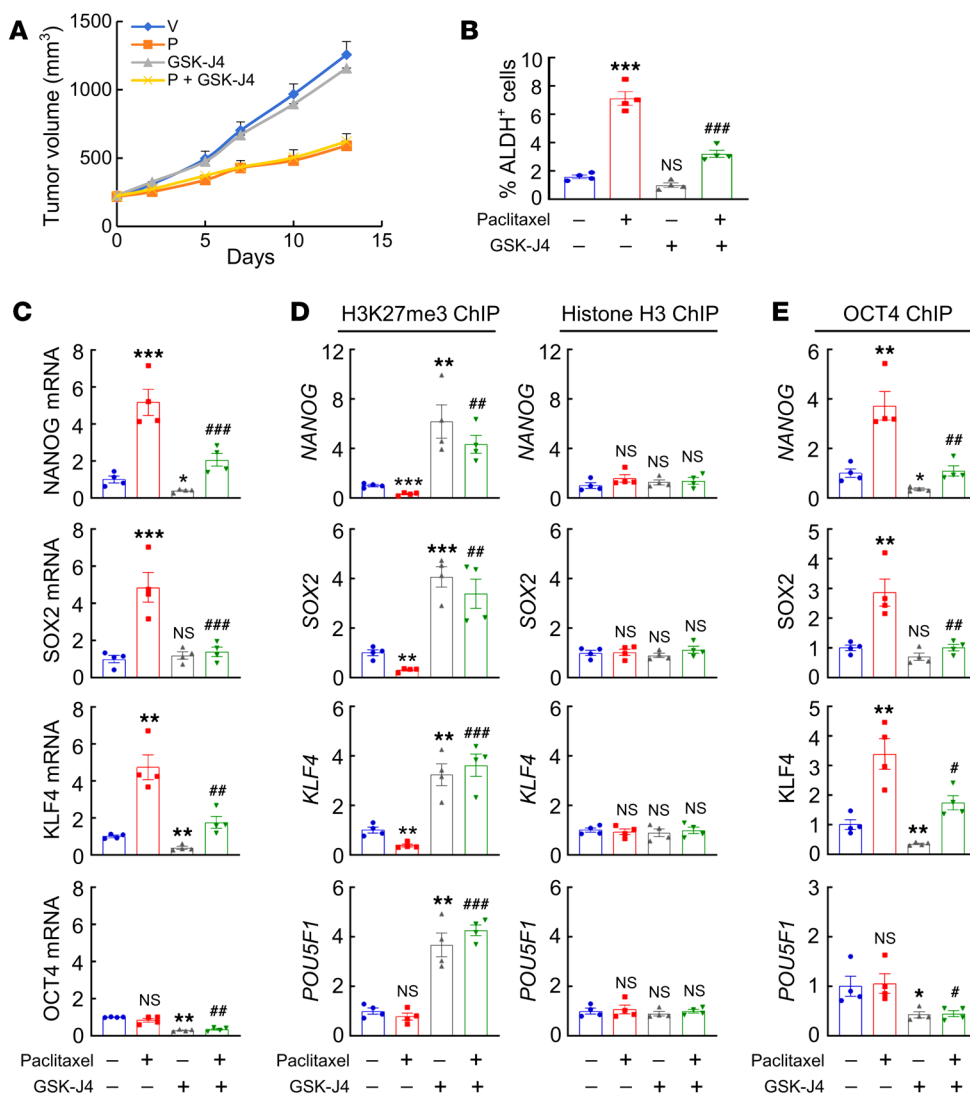 A
Tumor volume (mm³)
1500
1000
500
0
0
5
10
15
Days
V
P
GSK-J4
P + GSK-J4
B
% ALDH⁺ cells
10
8
6
4
2
0
***
NS
###
Paclitaxel – + – +
GSK-J4 – – + +
C
NANOG mRNA
8
6
4
2
0
***
*
###
SOX2 mRNA
8
6
4
2
0
***
NS
###
KLF4 mRNA
8
6
4
2
0
**
**
##
OCT4 mRNA
8
6
4
2
0
NS
**
##
Paclitaxel – + – +
GSK-J4 – – + +
D
H3K27me3 ChIP
NANOG
12
8
4
0
***
**
##
SOX2
6
4
2
0
**
***
##
KLF4
6
4
2
0
**
**
###
POU5F1
6
4
2
0
NS
**
###
Paclitaxel – + – +
GSK-J4 – – + +
Histone H3 ChIP
NANOG
12
8
4
0
NS
NS
NS
SOX2
6
4
2
0
NS
NS
NS
KLF4
6
4
2
0
NS
NS
NS
POU5F1
6
4
2
0
NS
NS
NS
– + – +
– – + +
E
OCT4 ChIP
NANOG
6
4
2
0
**
*
##
SOX2
5
4
3
2
1
0
**
NS
##
KLF4
5
4
3
2
1
0
**
**
#
POU5F1
3
2
1
0
NS
*
#
Paclitaxel – + – +
GSK-J4 – – + +